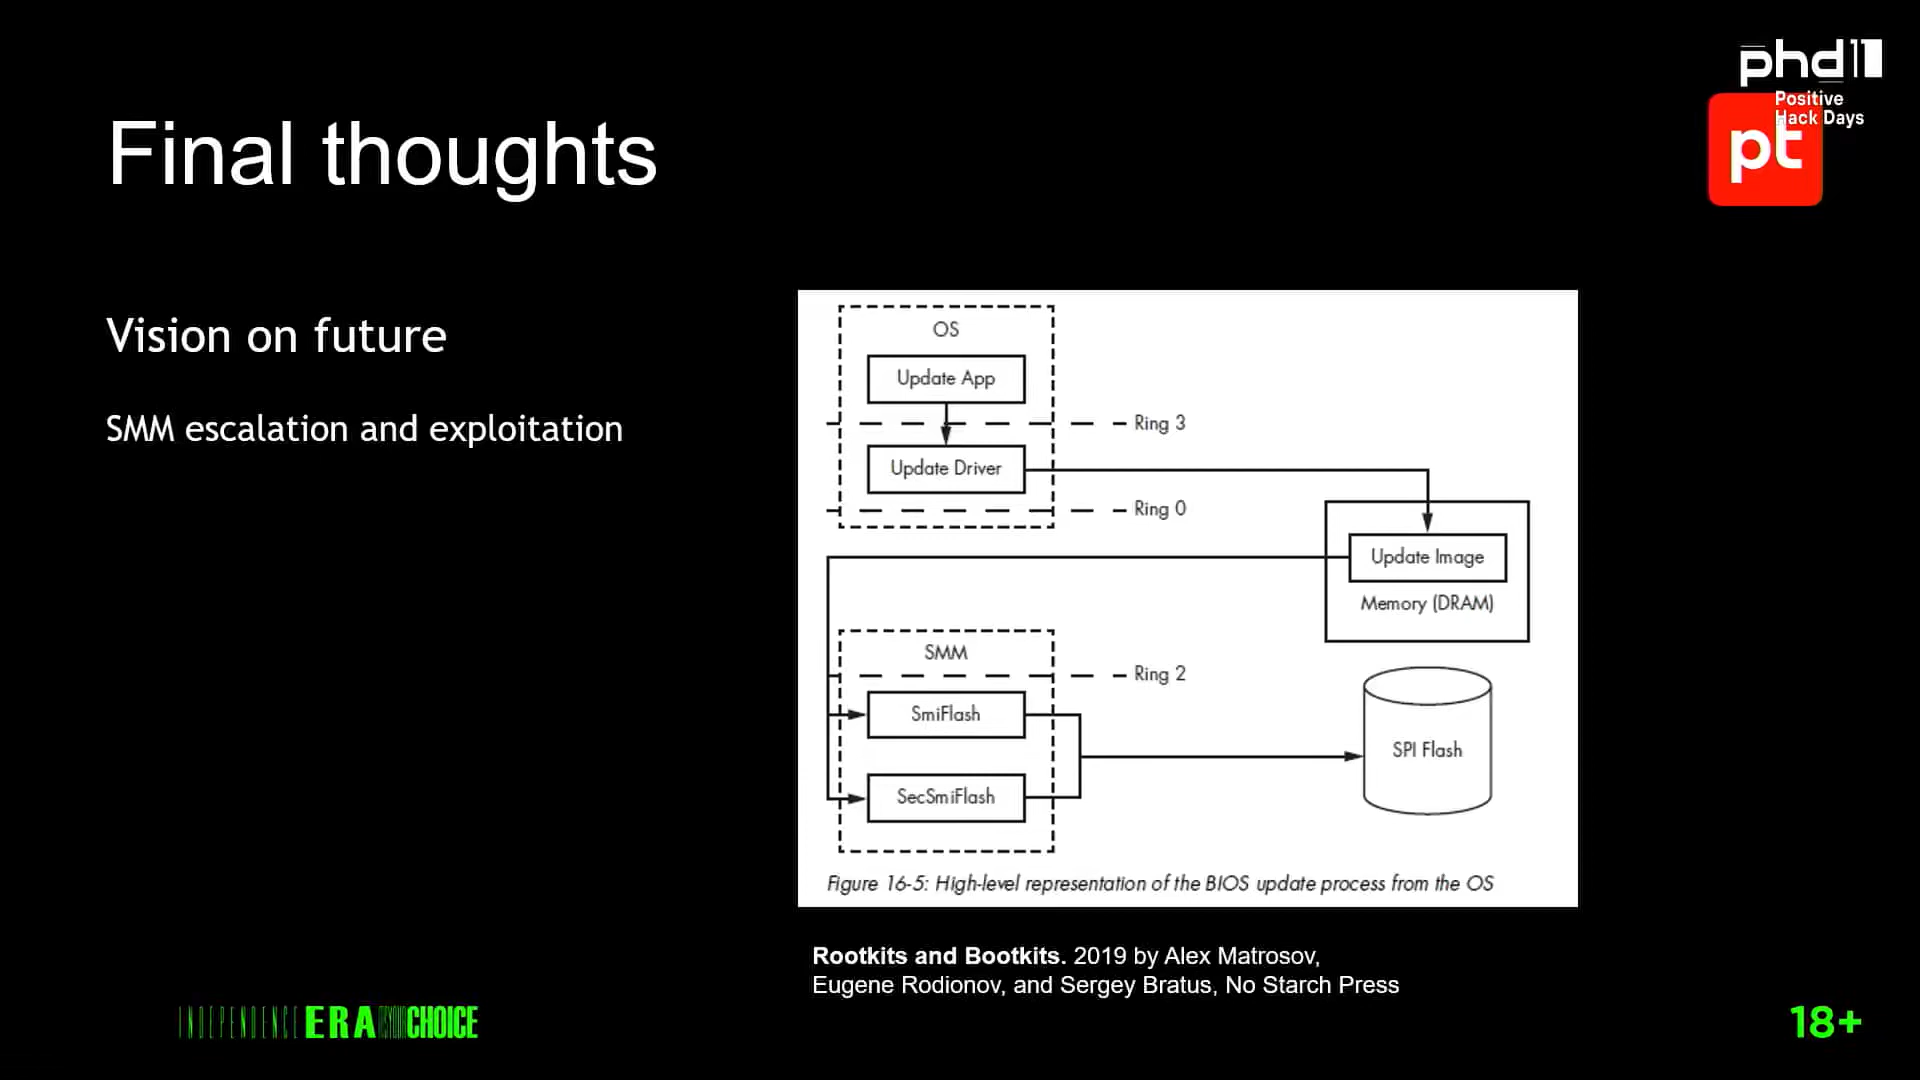 phd11
Positive
Hack Days
pt
Final thoughts
Vision on future
SMM escalation and exploitation
OS
Update App
Ring 3
Update Driver
Ring 0
Update Image
Memory (DRAM)
SMM
Ring 2
SmiFlash
SPI Flash
SecSmiFlash
Figure 16-5: High-level representation of the BIOS update process from the OS
Rootkits and Bootkits. 2019 by Alex Matrosov,
Eugene Rodionov, and Sergey Bratus, No Starch Press
INDEPENDENCE ERA CHOICE
18+